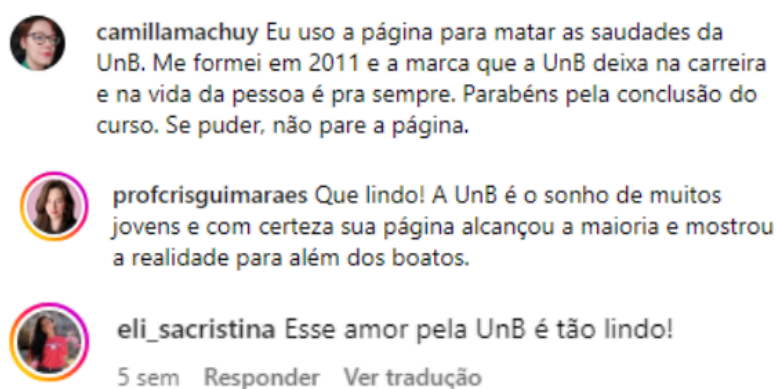 camillamachuy Eu uso a página para matar as saudades da
UnB. Me formei em 2011 e a marca que a UnB deixa na carreira
e na vida da pessoa é pra sempre. Parabéns pela conclusão do
curso. Se puder, não pare a página.
profcrisguimaraes Que lindo! A UnB é o sonho de muitos
jovens e com certeza sua página alcançou a maioria e mostrou
a realidade para além dos boatos.
eli_sacristina Esse amor pela UnB é tão lindo!
5 sem Responder Ver tradução